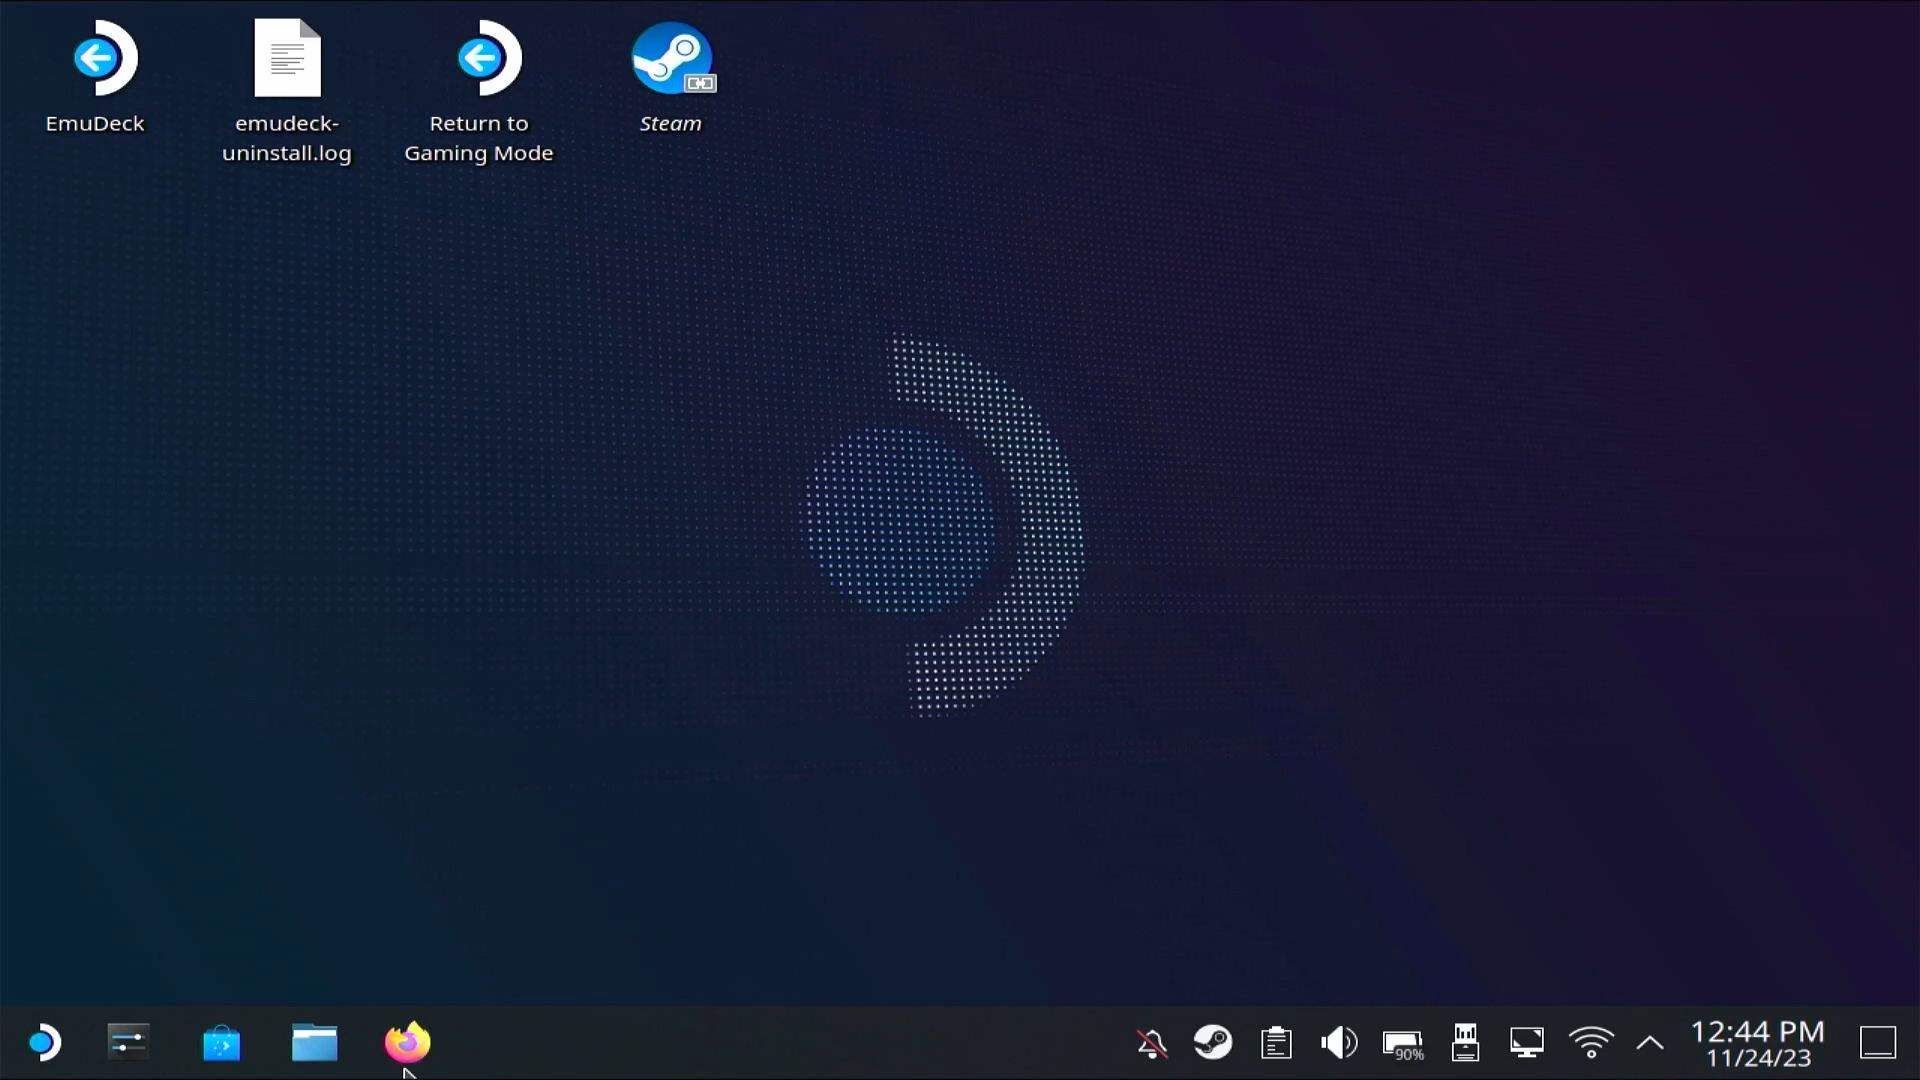 EmuDeck
emudeck-
uninstall.log
Return to
Gaming Mode
Steam
90%
12:44 PM
11/24/23